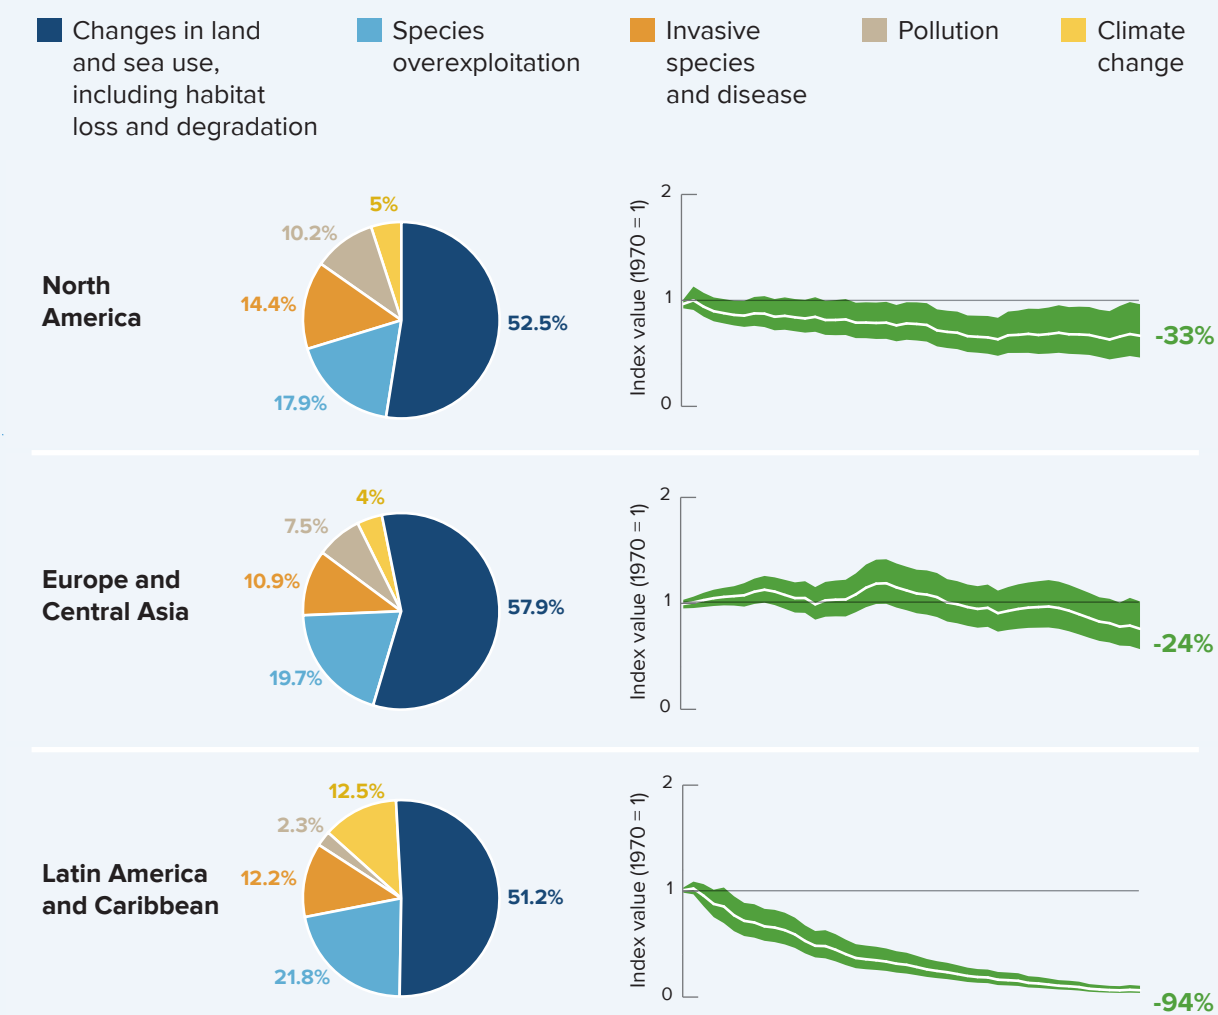 Changes in land
and sea use,
including habitat
loss and degradation
Species
overexploitation
Invasive
species
and disease
Pollution
Climate
change
North
America
5%
10.2%
14.4%
17.9%
52.5%
Index value (1970 = 1)
2
1
0
-33%
Europe and
Central Asia
4%
7.5%
10.9%
19.7%
57.9%
Index value (1970 = 1)
2
1
0
-24%
Latin America
and Caribbean
12.5%
2.3%
12.2%
21.8%
51.2%
Index value (1970 = 1)
2
1
0
-94%